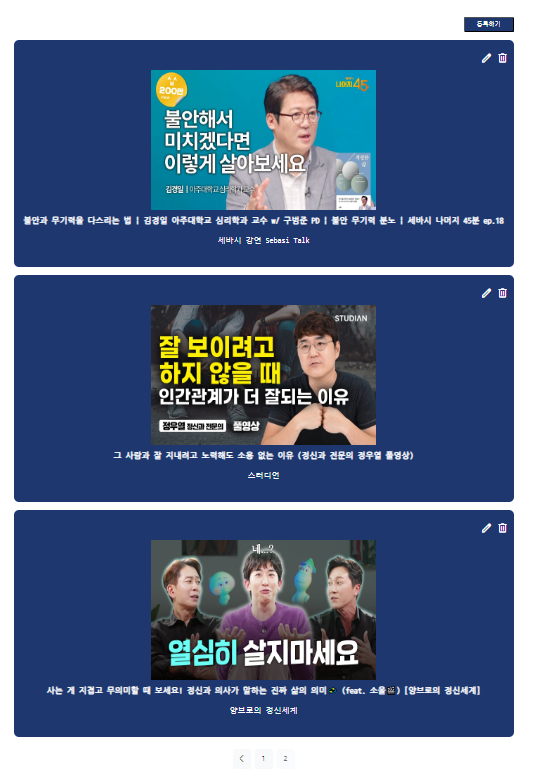 등록하기
200만
나머지 45
불안해서
미치겠다면
이렇게 살아보세요
김경일 | 아주대학교 심리학과 교수
불안과 무기력을 다스리는 법 | 김경일 아주대학교 심리학과 교수 w/ 구범준 PD | 불안 무기력 분노 | 세바시 나머지 45분 ep.18
세바시 강연 Sebasi Talk
STUDIAN
잘 보이려고
하지 않을 때
인간관계가 더 잘되는 이유
정우열 정신과 전문의 풀영상
그 사람과 잘 지내려고 노력해도 소용 없는 이유 (정신과 전문의 정우열 풀영상)
스터디언
네...?
열심히 살지마세요
사는 게 지겹고 무의미할 때 보세요! 정신과 의사가 말하는 진짜 삶의 의미 (feat. 소울🎬) [양브로의 정신세계]
양브로의 정신세계
< 1 2